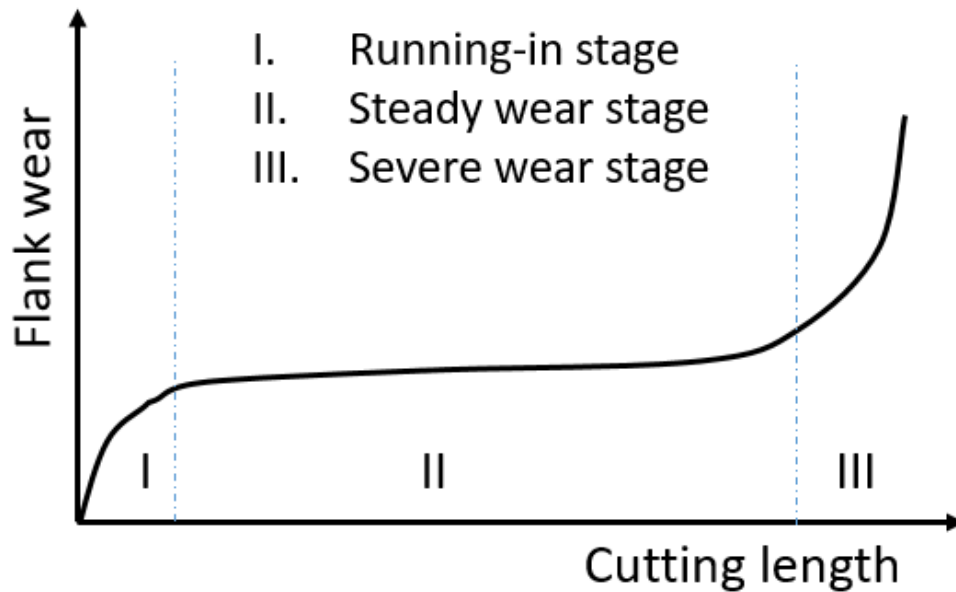 I. Running-in stage
II. Steady wear stage
III. Severe wear stage
Flank wear
I
II
III
Cutting length